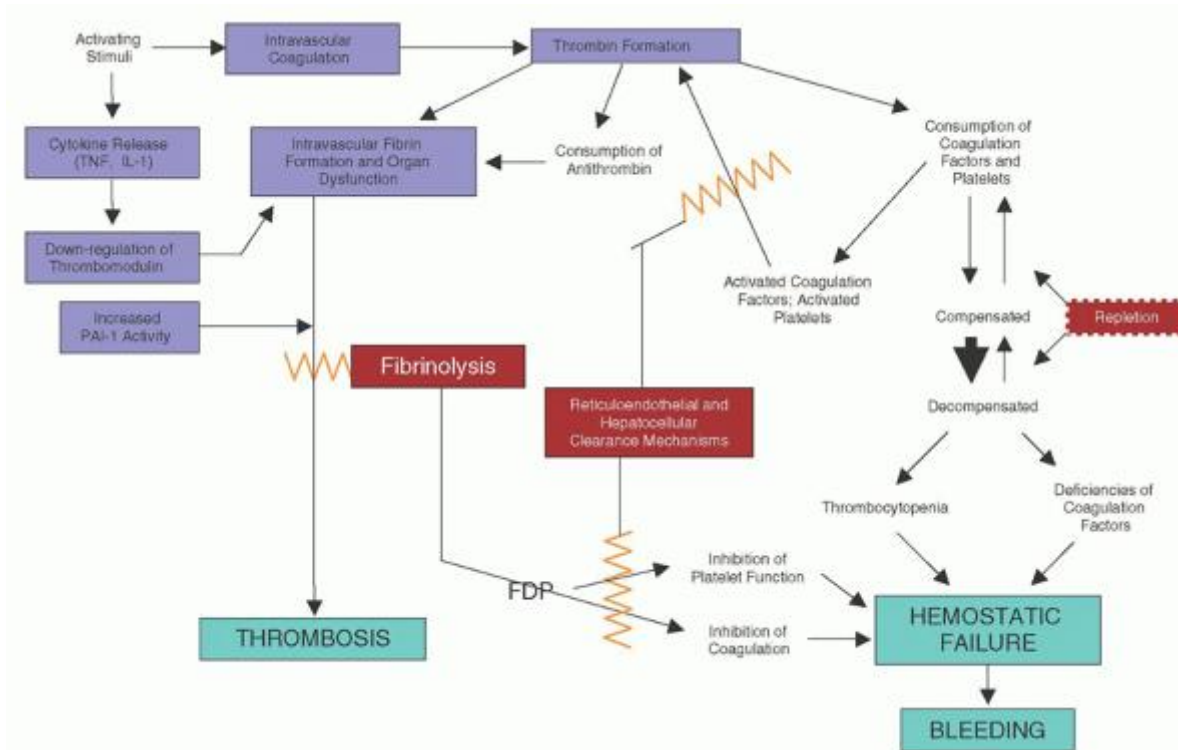 Activating
Stimuli
Intravascular
Coagulation
Thrombin Formation
Cytokine Release
(TNF, IL-1)
Intravascular Fibrin
Formation and Organ
Dysfunction
Consumption of
Antithrombin
Consumption of
Coagulation
Factors and
Platelets
Down-regulation of
Thrombomodulin
Activated Coagulation
Factors; Activated
Platelets
Increased
PAI-1 Activity
Compensated
Repletion
Fibrinolysis
Reticuloendothelial and
Hepatocellular
Clearance Mechanisms
Decompensated
Thrombocytopenia
Deficiencies of
Coagulation
Factors
FDP
Inhibition of
Platelet Function
Inhibition of
Coagulation
THROMBOSIS
HEMOSTATIC
FAILURE
BLEEDING